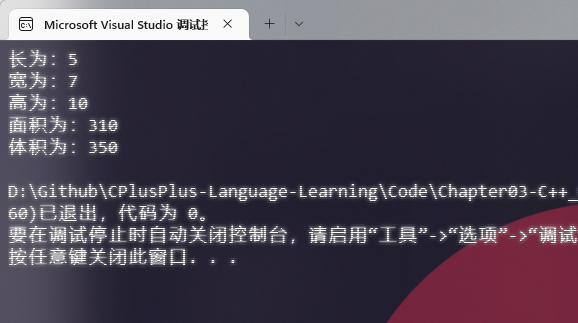 Microsoft Visual Studio 调试
长为：5
宽为：7
高为：10
面积为：310
体积为：350
D:\Github\CPlusPlus-Language-Learning\Code\Chapter03-C++_
60)已退出，代码为 0。
要在调试停止时自动关闭控制台，请启用“工具”->“选项”->“调试
按任意键关闭此窗口. . .